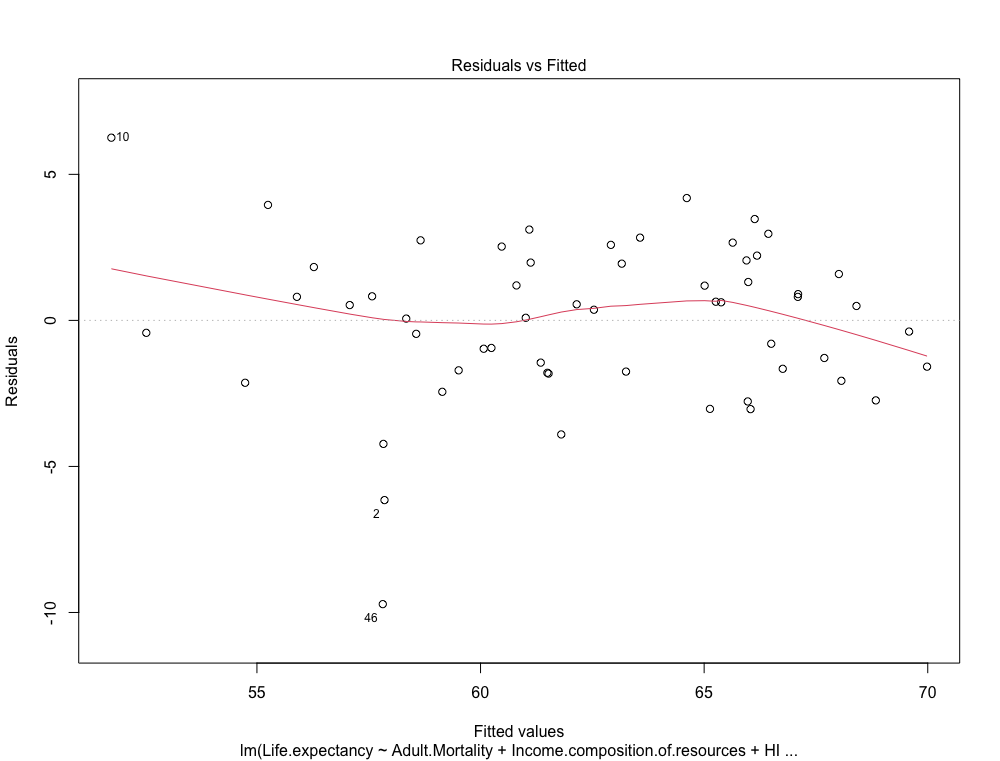 Residuals vs Fitted
10
5
0
-5
-10
2
46
Residuals
55 60 65 70
Fitted values
lm(Life.expectancy ~ Adult.Mortality + Income.composition.of.resources + HI ...